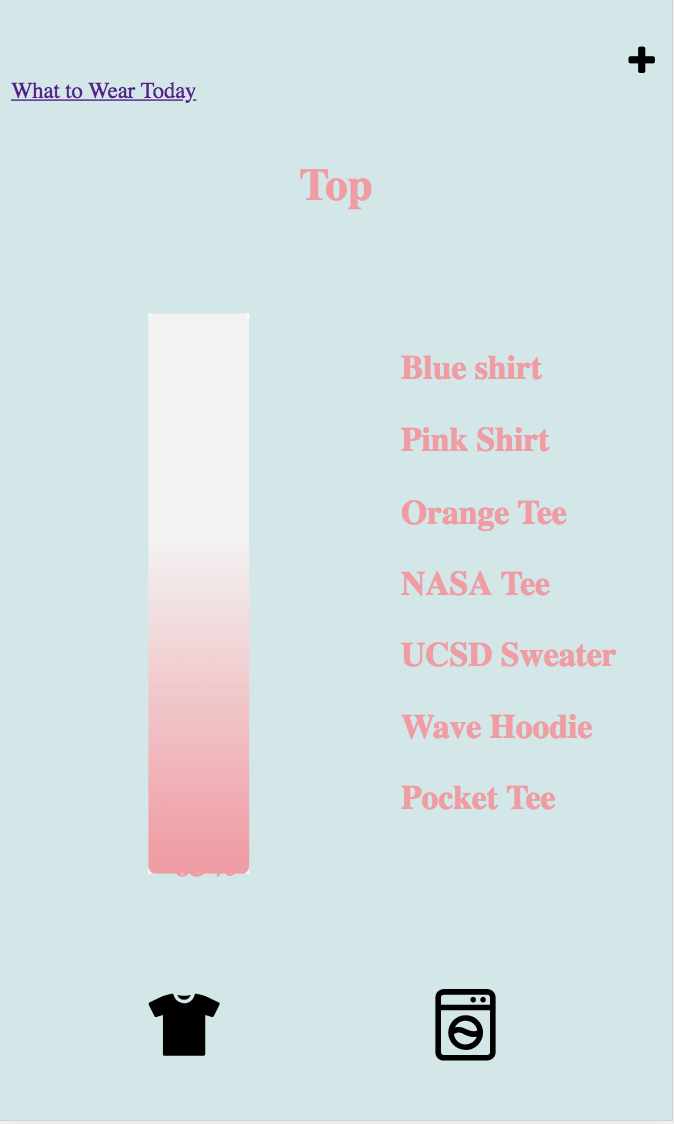 What to Wear Today
Top
Blue shirt
Pink Shirt
Orange Tee
NASA Tee
UCSD Sweater
Wave Hoodie
Pocket Tee